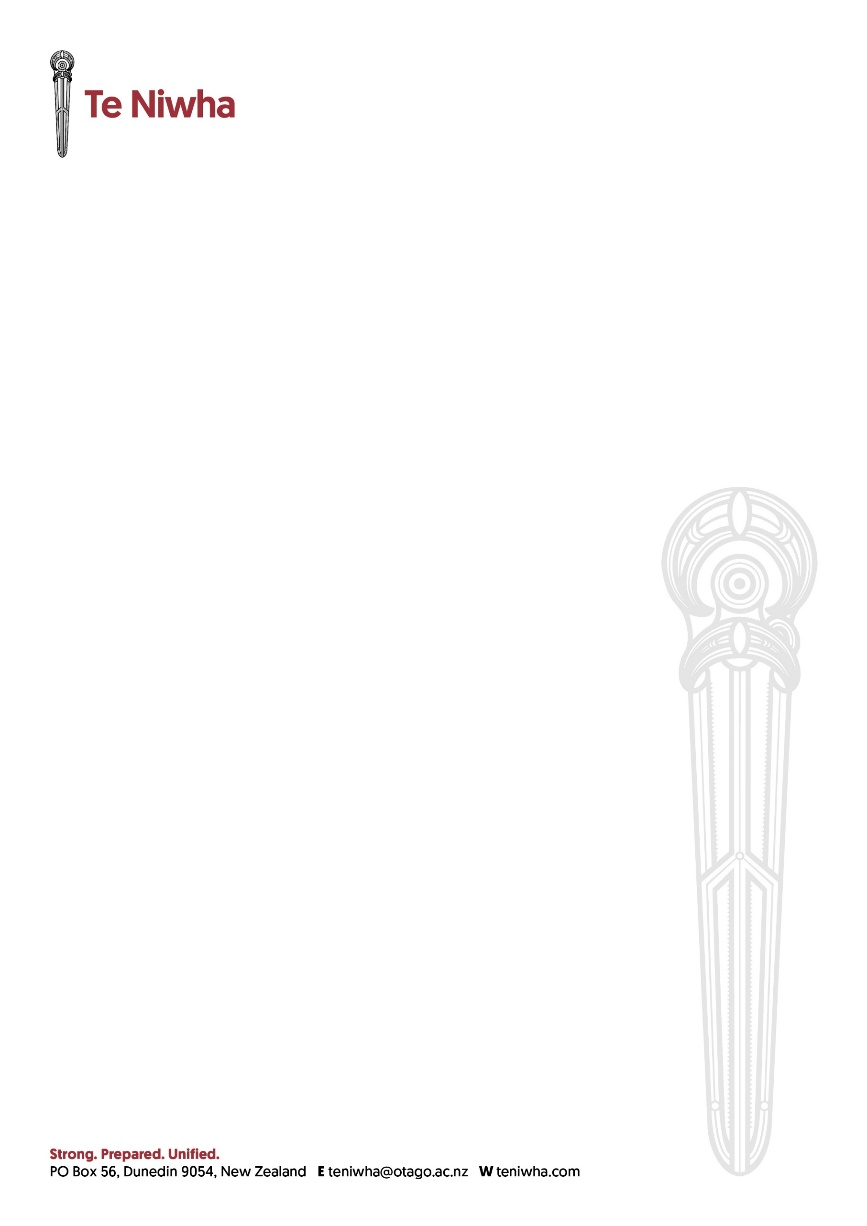 Te Niwha
Strong. Prepared. Unified.
PO Box 56, Dunedin 9054, New Zealand E teniwha@otago.ac.nz W teniwha.com